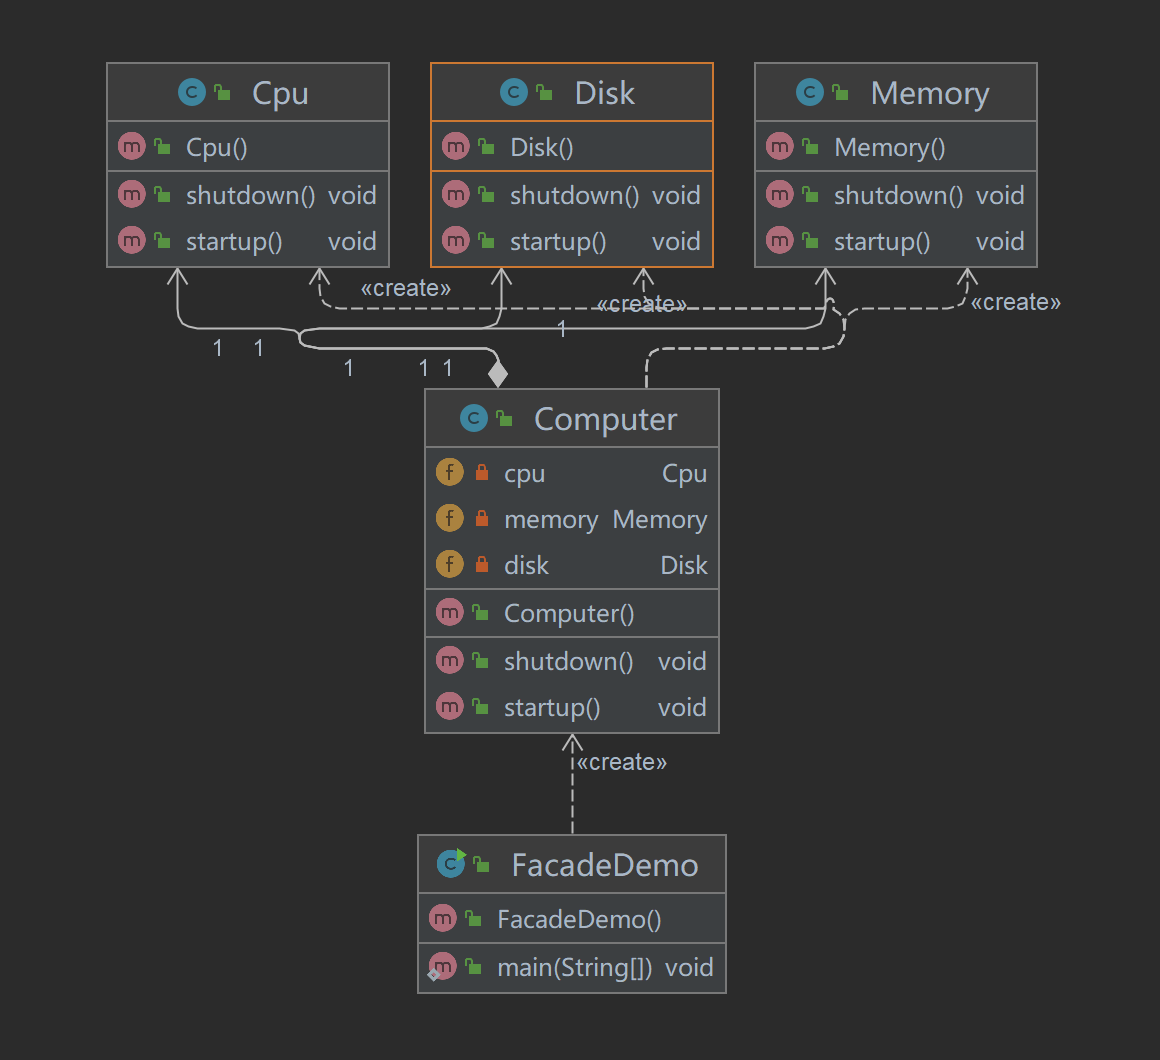 Cpu
Cpu()
shutdown() void
startup() void
Disk
Disk()
shutdown() void
startup() void
Memory
Memory()
shutdown() void
startup() void
«create»
«create»
«create»
1
1 1
1 1 1
Computer
cpu Cpu
memory Memory
disk Disk
Computer()
shutdown() void
startup() void
«create»
FacadeDemo
FacadeDemo()
main(String[]) void